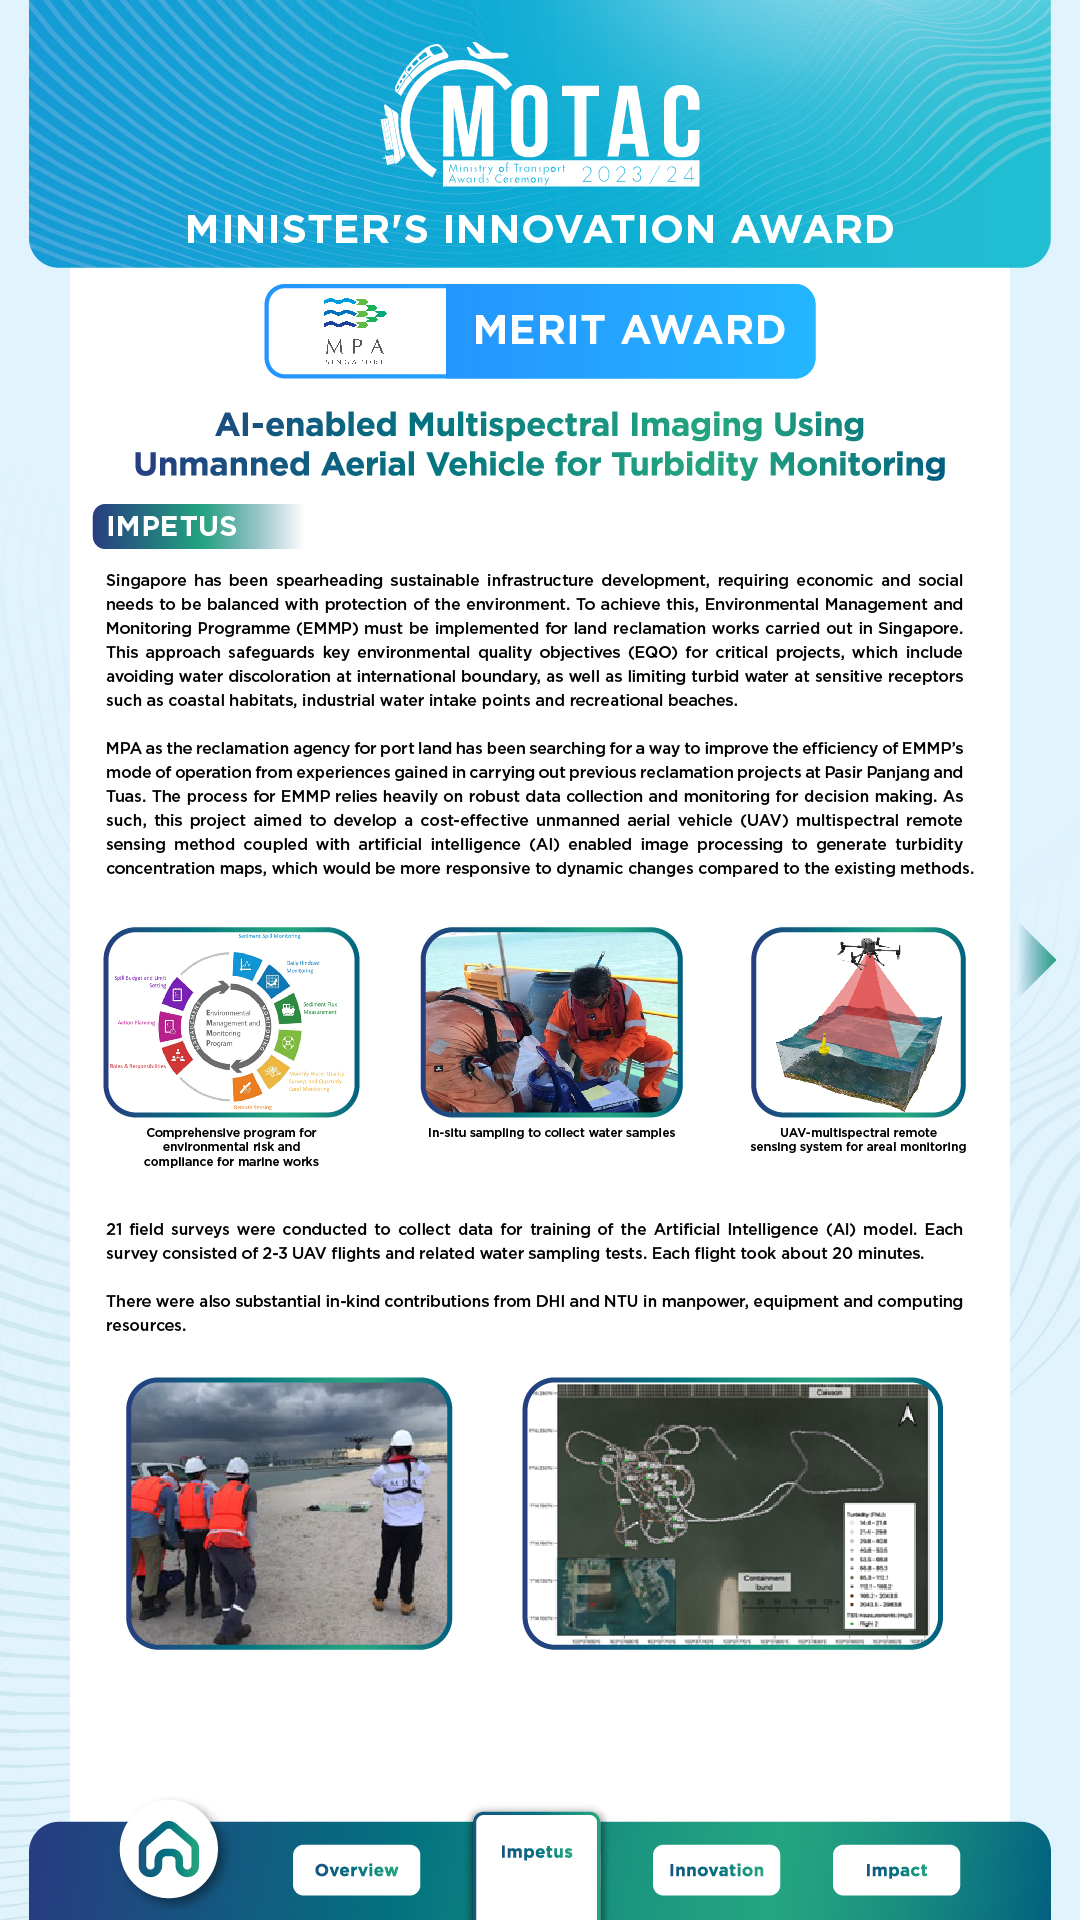 MOTAC
Ministry of Transport
Awards Ceremony
2023/24
MINISTER'S INNOVATION AWARD
MPA
SINGAPORE
MERIT AWARD
AI-enabled Multispectral Imaging Using
Unmanned Aerial Vehicle for Turbidity Monitoring
IMPETUS
Singapore has been spearheading sustainable infrastructure development, requiring economic and social
needs to be balanced with protection of the environment. To achieve this, Environmental Management and
Monitoring Programme (EMMP) must be implemented for land reclamation works carried out in Singapore.
This approach safeguards key environmental quality objectives (EQO) for critical projects, which include
avoiding water discoloration at international boundary, as well as limiting turbid water at sensitive receptors
such as coastal habitats, industrial water intake points and recreational beaches.
MPA as the reclamation agency for port land has been searching for a way to improve the efficiency of EMMP's
mode of operation from experiences gained in carrying out previous reclamation projects at Pasir Panjang and
Tuas. The process for EMMP relies heavily on robust data collection and monitoring for decision making. As
such, this project aimed to develop a cost-effective unmanned aerial vehicle (UAV) multispectral remote
sensing method coupled with artificial intelligence (AI) enabled image processing to generate turbidity
concentration maps, which would be more responsive to dynamic changes compared to the existing methods.
Sediment Spill Monitoring
Daily Hindcast
Monitoring
Spill Budget and Limit
Setting
Sediment Flux
Measurement
Action Planning
Environmental
Management and
Monitoring
Program
MANAGEMENT
MONITORING
Roles & Responsibilities
Monthly Water Quality
Surveys and Quarterly
Coral Monitoring
Remote Sensing
Comprehensive program for
environmental risk and
compliance for marine works
In-situ sampling to collect water samples
UAV-multispectral remote
sensing system for areal monitoring
21 field surveys were conducted to collect data for training of the Artificial Intelligence (AI) model. Each
survey consisted of 2-3 UAV flights and related water sampling tests. Each flight took about 20 minutes.
There were also substantial in-kind contributions from DHI and NTU in manpower, equipment and computing
resources.
MPA
Caisson
Containment
bund
Turbidity (FNU)
TSS measurements (mg/l)
Flight 2
Overview
Impetus
Innovation
Impact